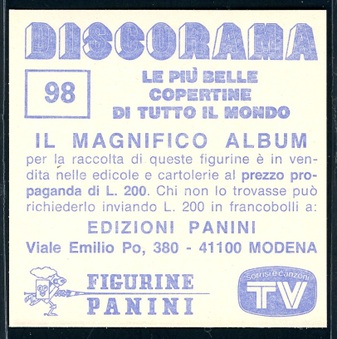 DISCORAMA
98
LE PIÙ BELLE
COPERTINE
DI TUTTO IL MONDO
IL MAGNIFICO ALBUM
per la raccolta di queste figurine è in ven-
dita nelle edicole e cartolerie al prezzo pro-
paganda di L. 200. Chi non lo trovasse può
richiederlo inviando L. 200 in francobolli a:
EDIZIONI PANINI
Viale Emilio Po, 380 - 41100 MODENA
FIGURINE
PANINI
Sorrisi e Canzoni
TV